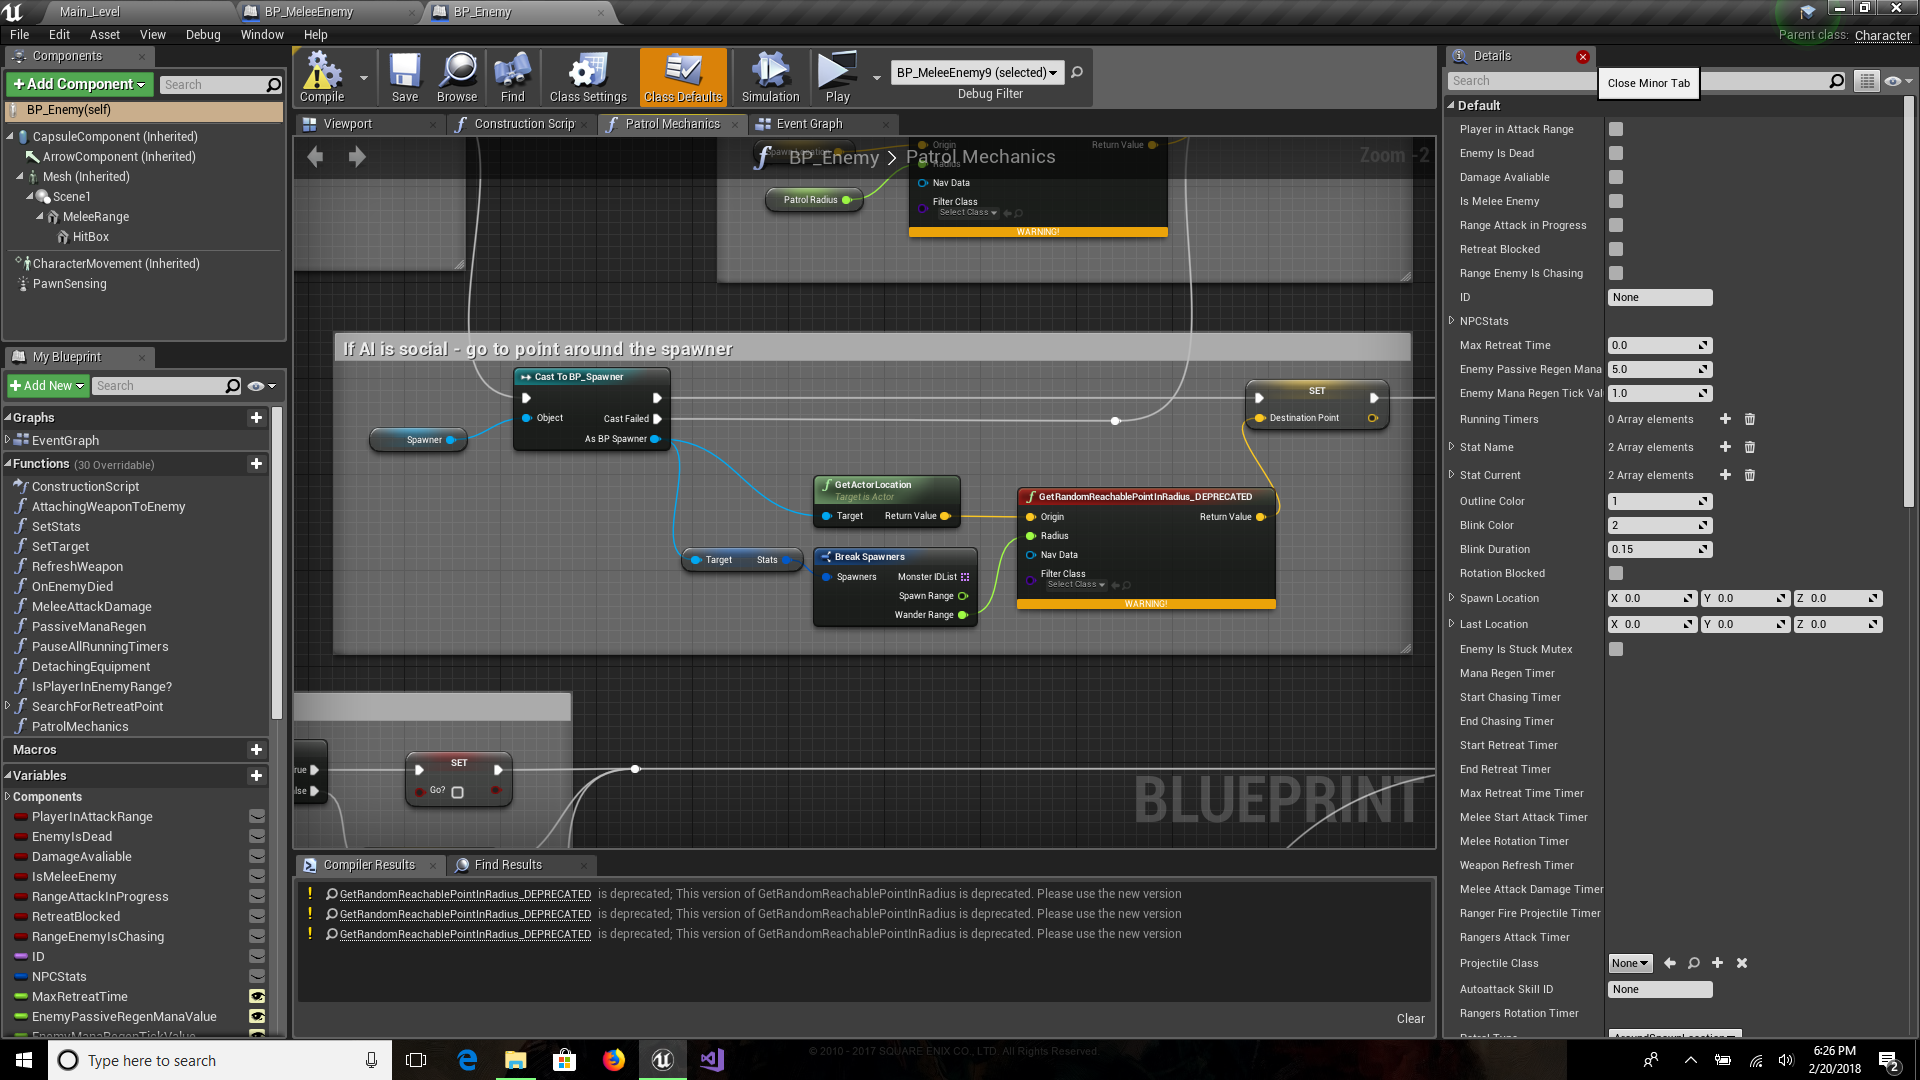 Main_Level
BP_MeleeEnemy
BP_Enemy
File Edit Asset View Debug Window Help
Parent class: Character
Components
+ Add Component
Search
BP_Enemy(self)
CapsuleComponent (Inherited)
ArrowComponent (Inherited)
Mesh (Inherited)
Scene1
MeleeRange
HitBox
CharacterMovement (Inherited)
PawnSensing
My Blueprint
+ Add New
Search
Graphs
EventGraph
Functions (30 Overridable)
ConstructionScript
AttachingWeaponToEnemy
SetStats
SetTarget
RefreshWeapon
OnEnemyDied
MeleeAttackDamage
PassiveManaRegen
PauseAllRunningTimers
DetachingEquipment
IsPlayerInEnemyRange?
SearchForRetreatPoint
PatrolMechanics
Macros
Variables
Components
PlayerInAttackRange
EnemyIsDead
DamageAvaliable
IsMeleeEnemy
RangeAttackInProgress
RetreatBlocked
RangeEnemyIsChasing
ID
NPCStats
MaxRetreatTime
EnemyPassiveRegenManaValue
EnemyManaRegenTickValue
Compile
Save
Browse
Find
Class Settings
Class Defaults
Simulation
Play
BP_MeleeEnemy9 (selected)
Debug Filter
Viewport
Construction Scrip
Patrol Mechanics
Event Graph
BP_Enemy > Patrol Mechanics
Zoom -2
Spawn Location
Origin
Return Value
Radius
Patrol Radius
Nav Data
Filter Class
Select Class
WARNING!
If AI is social - go to point around the spawner
Cast To BP_Spawner
Object
Cast Failed
As BP Spawner
Spawner
SET
Destination Point
GetActorLocation
Target is Actor
Target
Return Value
GetRandomReachablePointInRadius_DEPRECATED
Origin
Return Value
Radius
Nav Data
Filter Class
Select Class
WARNING!
Target
Stats
Break Spawners
Spawners
Monster IDList
Spawn Range
Wander Range
rue
lse
SET
Go?
BLUEPRINT
Compiler Results
Find Results
GetRandomReachablePointInRadius_DEPRECATED is deprecated; This version of GetRandomReachablePointInRadius is deprecated. Please use the new version
GetRandomReachablePointInRadius_DEPRECATED is deprecated; This version of GetRandomReachablePointInRadius is deprecated. Please use the new version
GetRandomReachablePointInRadius_DEPRECATED is deprecated; This version of GetRandomReachablePointInRadius is deprecated. Please use the new version
Clear
Details
Search
Close Minor Tab
Default
Player in Attack Range
Enemy Is Dead
Damage Avaliable
Is Melee Enemy
Range Attack in Progress
Retreat Blocked
Range Enemy Is Chasing
ID None
NPCStats
Max Retreat Time 0.0
Enemy Passive Regen Mana 5.0
Enemy Mana Regen Tick Val 1.0
Running Timers 0 Array elements
Stat Name 2 Array elements
Stat Current 2 Array elements
Outline Color 1
Blink Color 2
Blink Duration 0.15
Rotation Blocked
Spawn Location X 0.0 Y 0.0 Z 0.0
Last Location X 0.0 Y 0.0 Z 0.0
Enemy Is Stuck Mutex
Mana Regen Timer
Start Chasing Timer
End Chasing Timer
Start Retreat Timer
End Retreat Timer
Max Retreat Time Timer
Melee Start Attack Timer
Melee Rotation Timer
Weapon Refresh Timer
Melee Attack Damage Timer
Ranger Fire Projectile Timer
Rangers Attack Timer
Projectile Class None
Autoattack Skill ID None
Rangers Rotation Timer
Patrol Type AroundSpawnLocation
Type here to search
© 2010 - 2017 SQUARE ENIX CO., LTD. All Rights Reserved.
6:26 PM
2/20/2018
2